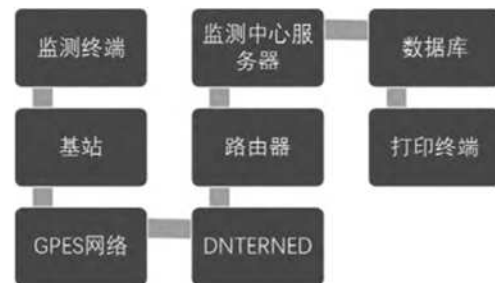 监测终端
监测中心服
务器
数据库
基站
路由器
打印终端
GPES网络
DNTERNED